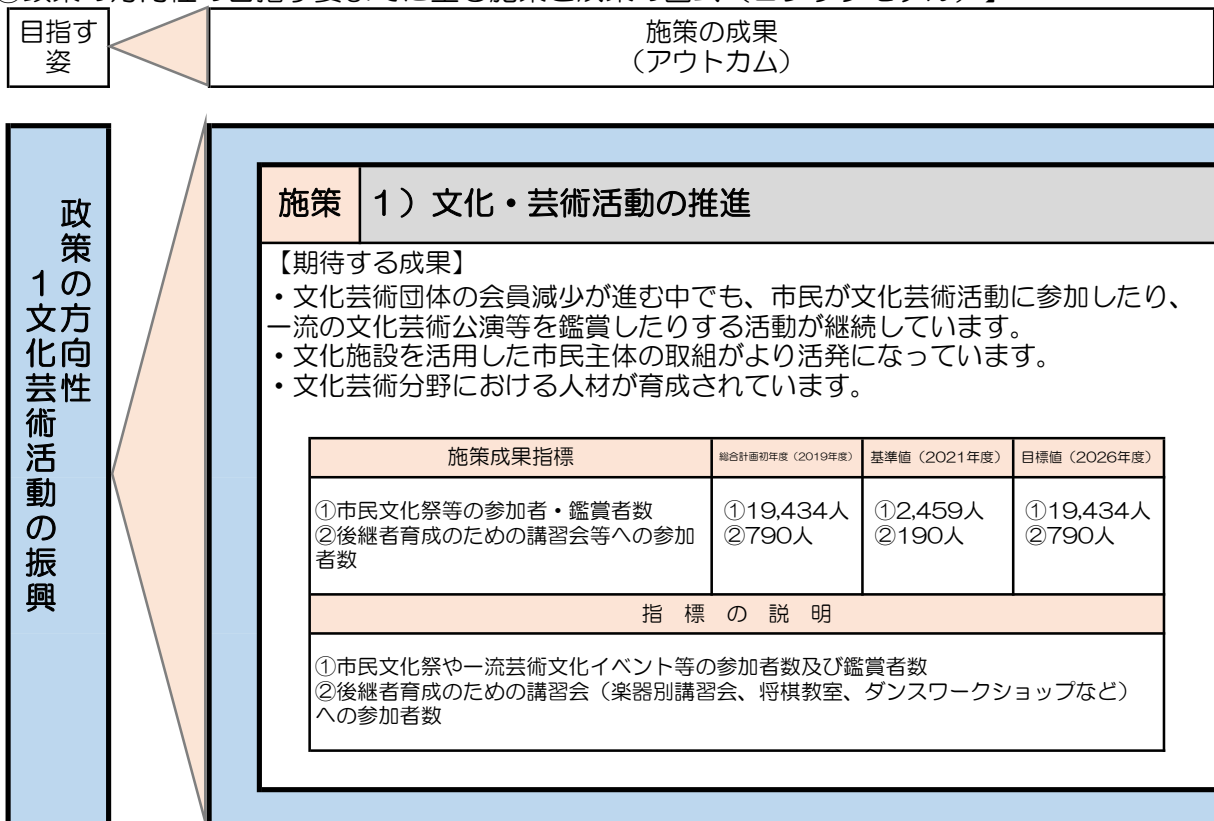 目指す
姿
施策の成果
（アウトカム）
政策の方向性
１文化芸術活動の振興
施策
１）文化・芸術活動の推進
【期待する成果】
・文化芸術団体の会員減少が進む中でも、市民が文化芸術活動に参加したり、
一流の文化芸術公演等を鑑賞したりする活動が継続しています。
・文化施設を活用した市民主体の取組がより活発になっています。
・文化芸術分野における人材が育成されています。
施策成果指標
総合計画初年度（2019年度）
基準値（2021年度）
目標値（2026年度）
①市民文化祭等の参加者・鑑賞者数
②後継者育成のための講習会等への参加
者数
①19,434人
②790人
①2,459人
②190人
①19,434人
②790人
指 標 の 説 明
①市民文化祭や一流芸術文化イベント等の参加者数及び鑑賞者数
②後継者育成のための講習会（楽器別講習会、将棋教室、ダンスワークショップなど）
への参加者数